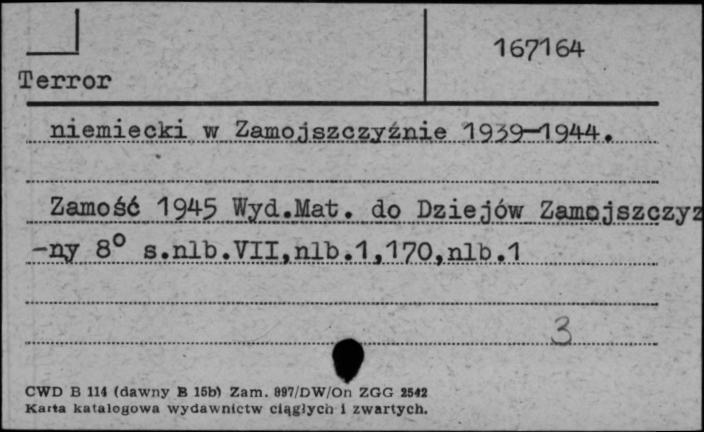 167164
Terror
niemiecki w Zamojszczyźnie 1939-1944.
Zamość 1945 Wyd.Mat. do Dziejów Zamojszczyz
-ny 8° s.nlb.VII,nlb.1,170,nlb.1
3
CWD B 114 (dawny B 15b) Zam. 897/DW/On ZGG 2542
Karta katalogowa wydawnictw ciągłych i zwartych.